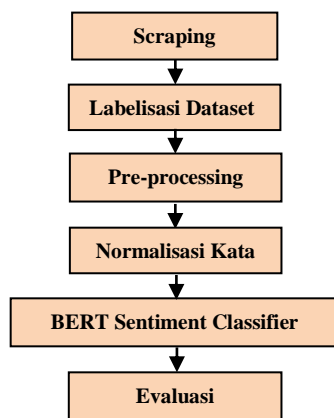 Scraping
Labelisasi Dataset
Pre-processing
Normalisasi Kata
BERT Sentiment Classifier
Evaluasi